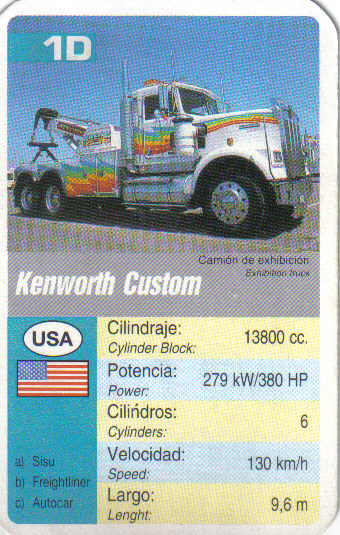 1D
Camión de exhibición
Exhibition truck
Kenworth Custom
USA
Cilindraje:
Cylinder Block:
13800 cc.
Potencia:
Power:
279 kW/380 HP
Cilińdros:
Cylinders:
6
Velocidad:
Speed:
130 km/h
Largo:
Lenght:
9,6 m
a) Sisu
b) Freightliner
c) Autocar